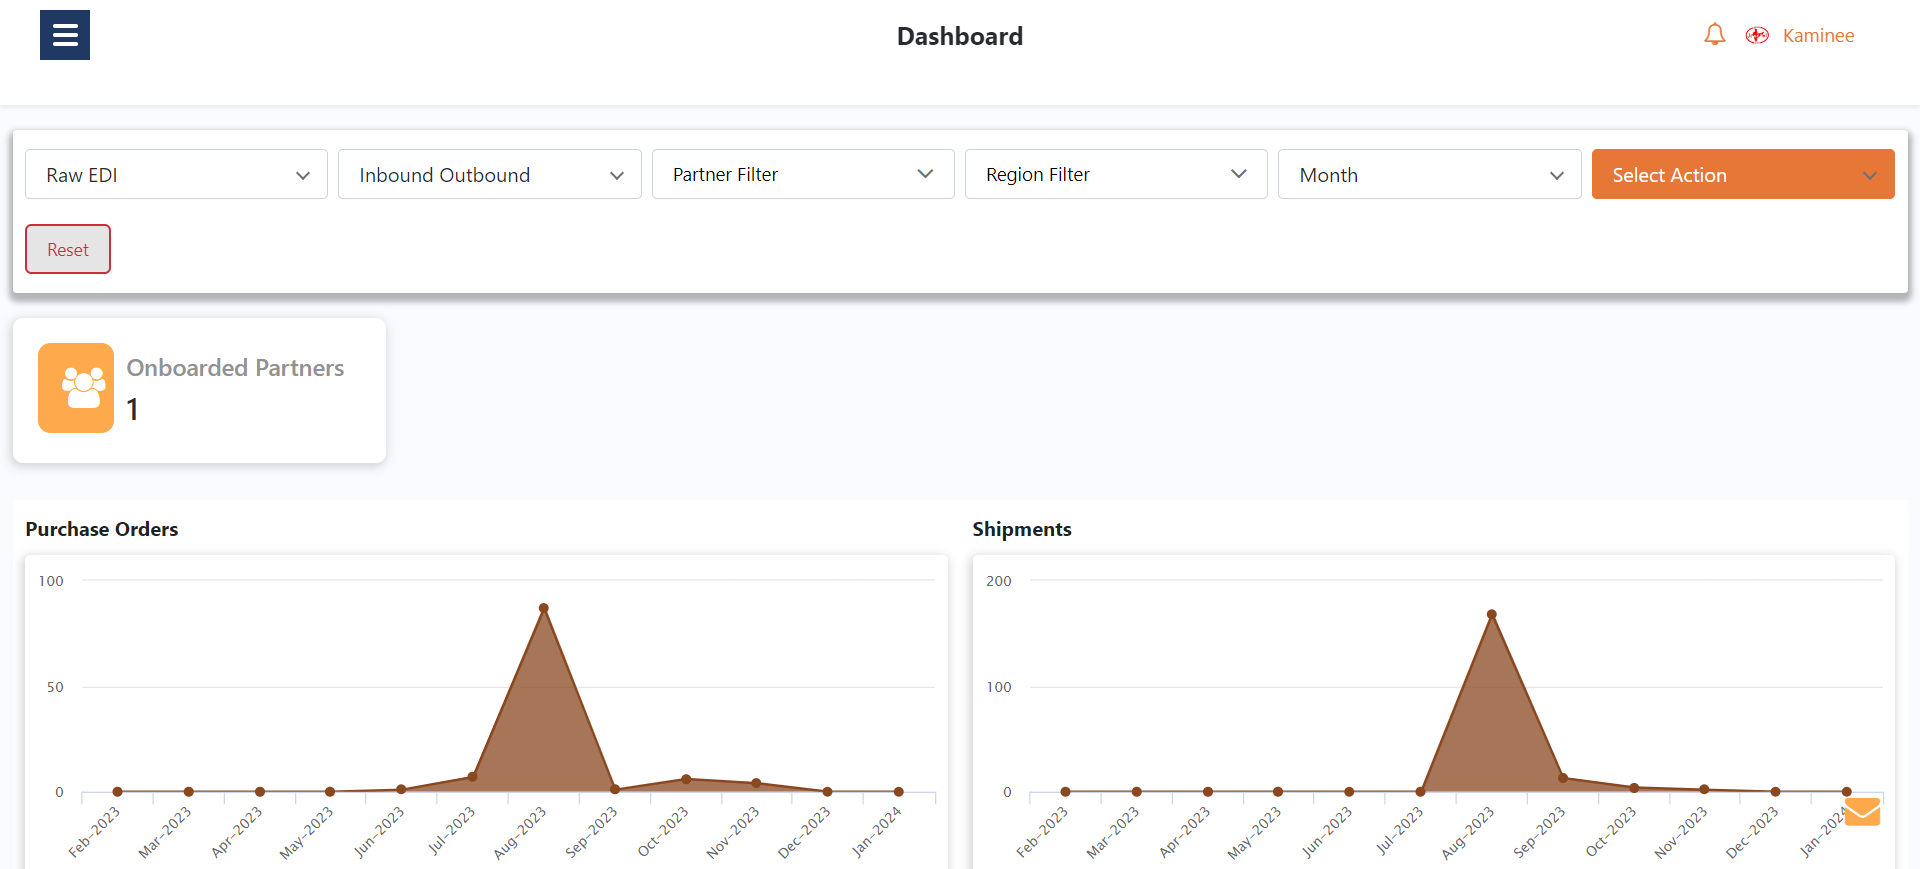 Dashboard
Kaminee
Raw EDI
Inbound Outbound
Partner Filter
Region Filter
Month
Select Action
Reset
Onboarded Partners
1
Purchase Orders
100
50
0
Feb-2023
Mar-2023
Apr-2023
May-2023
Jun-2023
Jul-2023
Aug-2023
Sep-2023
Oct-2023
Nov-2023
Dec-2023
Jan-2024
Shipments
200
100
0
Feb-2023
Mar-2023
Apr-2023
May-2023
Jun-2023
Jul-2023
Aug-2023
Sep-2023
Oct-2023
Nov-2023
Dec-2023
Jan-2024